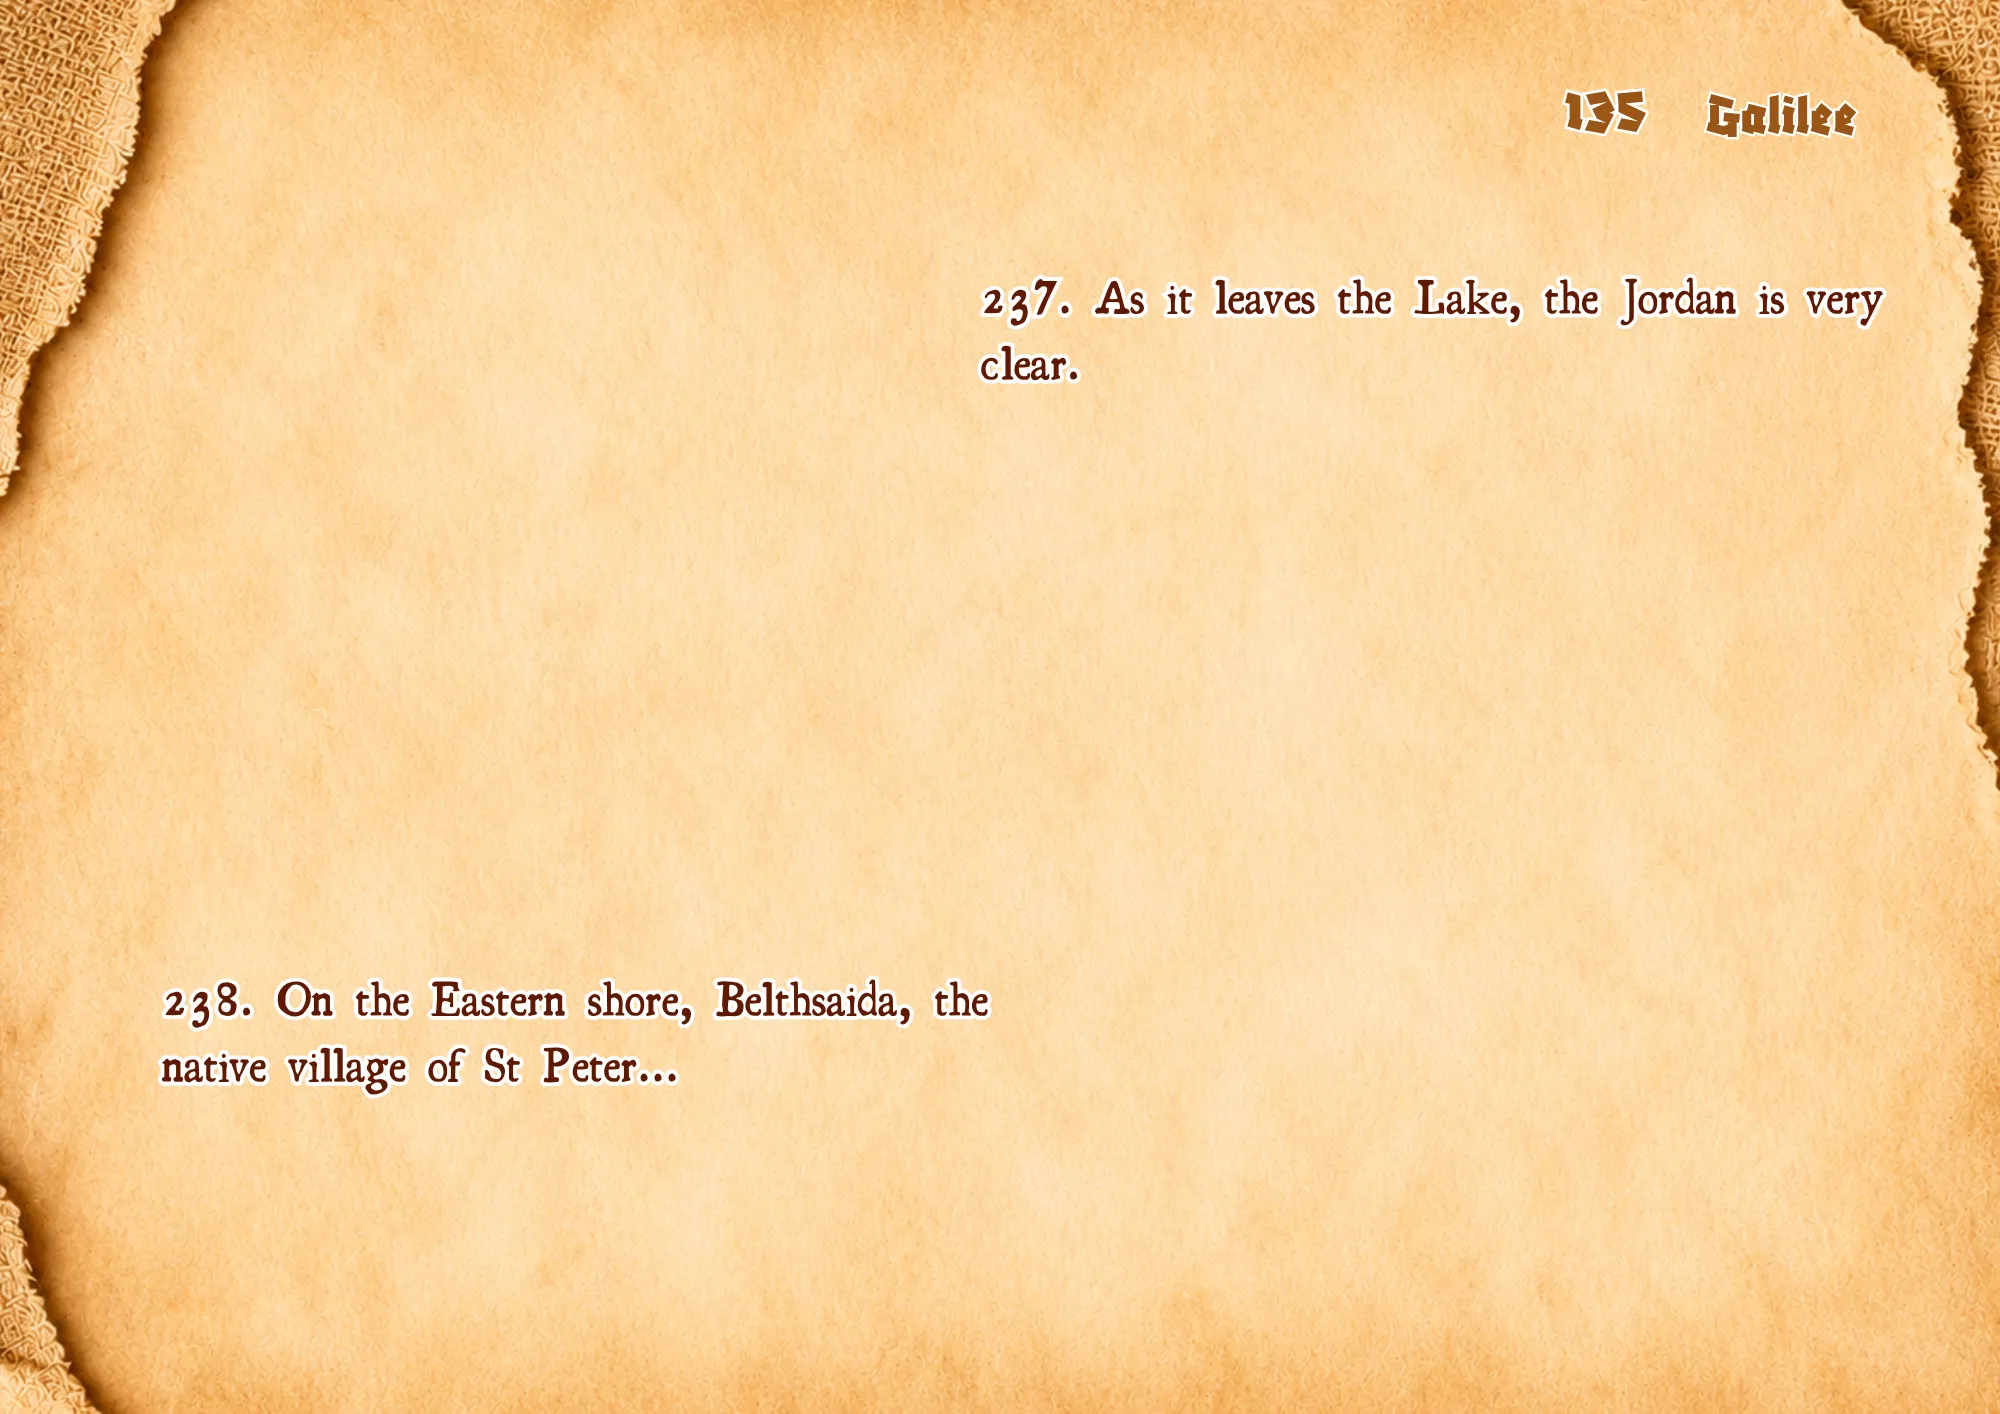 135 Galilee
237. As it leaves the Lake, the Jordan is very
clear.
238. On the Eastern shore, Belthsaida, the
native village of St Peter...